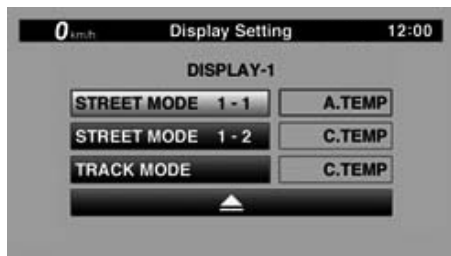 0 km/h Display Setting 12:00
DISPLAY-1
STREET MODE 1 - 1 A.TEMP
STREET MODE 1 - 2 C.TEMP
TRACK MODE C.TEMP